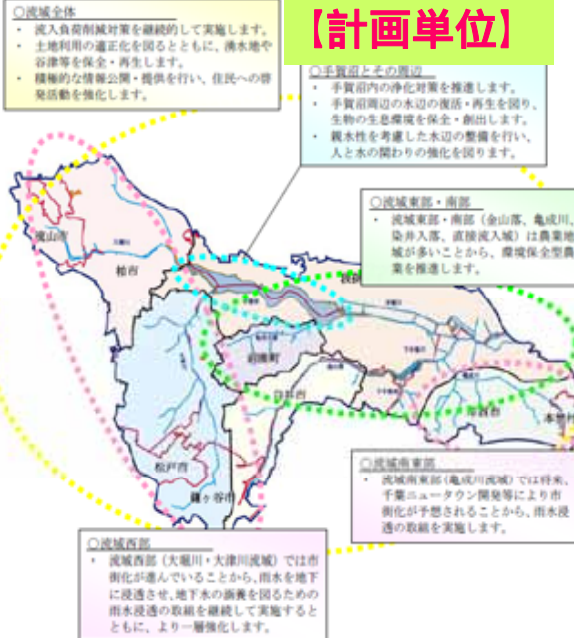 【計画単位】
○流域全体
・ 流入負荷削減対策を継続的して実施します。
・ 土地利用の適正化を図るとともに、湧水地や
谷津等を保全・再生します。
・ 積極的な情報公開・提供を行い、住民への啓
発活動を強化します。
○手賀沼とその周辺
・ 手賀沼内の浄化対策を推進します。
・ 手賀沼周辺の水辺の復活・再生を図り、
生物の生息環境を保全・創出します。
・ 親水性を考慮した水辺の整備を行い、
人と水の関わりの強化を図ります。
○流域東部・南部
・ 流域東部・南部（金山落、亀成川、
染井入落、直接流入域）は農業地
域が多いことから、環境保全型農
業を推進します。
流山市
柏市
沼南町
白井市
印西市
本埜村
松戸市
鎌ヶ谷市
○流域南東部
・ 流域南東部（亀成川流域）では将来、
千葉ニュータウン開発等により市
街化が予想されることから、雨水浸
透の取組を実施します。
○流域西部
・ 流域西部（大堀川・大津川流域）では市
街化が進んでいることから、雨水を地下
に浸透させ、地下水の涵養を図るための
雨水浸透の取組を継続して実施すると
ともに、より一層強化します。